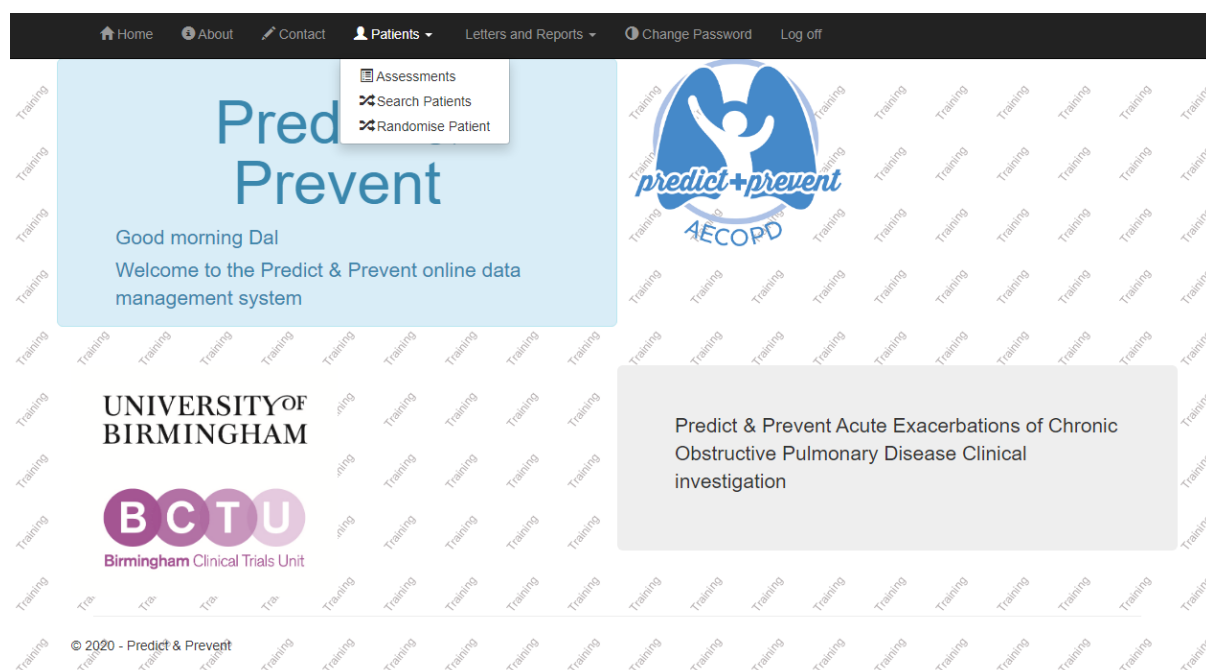 Home About Contact Patients Letters and Reports Change Password Log off
Assessments
Search Patients
Randomise Patient
Pred
Prevent
Good morning Dal
Welcome to the Predict & Prevent online data
management system
predict+prevent
AECOPD
UNIVERSITY OF
BIRMINGHAM
BCTU
Birmingham Clinical Trials Unit
Predict & Prevent Acute Exacerbations of Chronic
Obstructive Pulmonary Disease Clinical
investigation
© 2020 - Predict & Prevent
Training